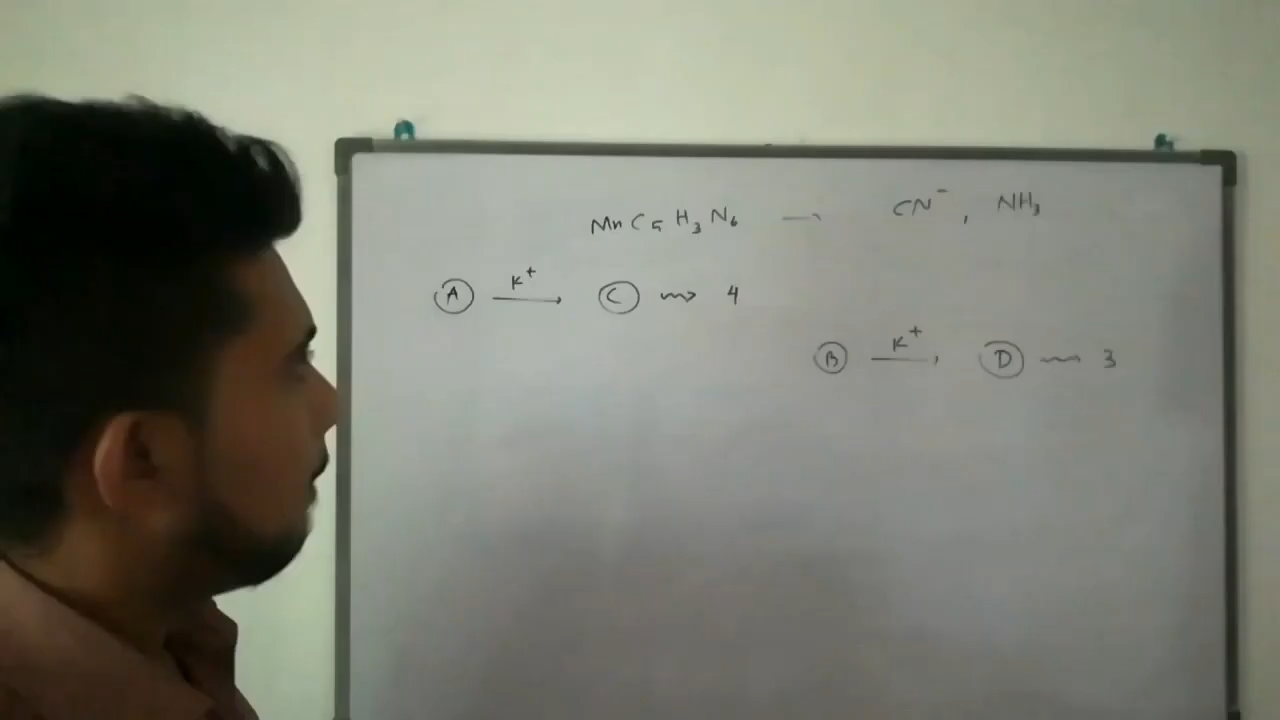 MnC5H3N6 → CN⁻, NH3
A —K⁺→ C ⇝ 4
B —K⁺→ D ⇝ 3